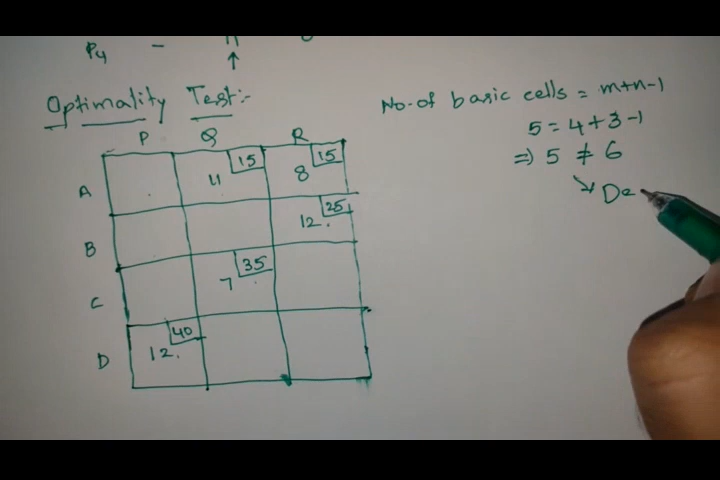 P4 -
Optimality Test:-
No. of basic cells = m+n-1
5 = 4+3-1
⇒ 5 ≠ 6
→ De
P Q R
A 11 15 8 15
B 12. 25
C 7 35
D 12. 40